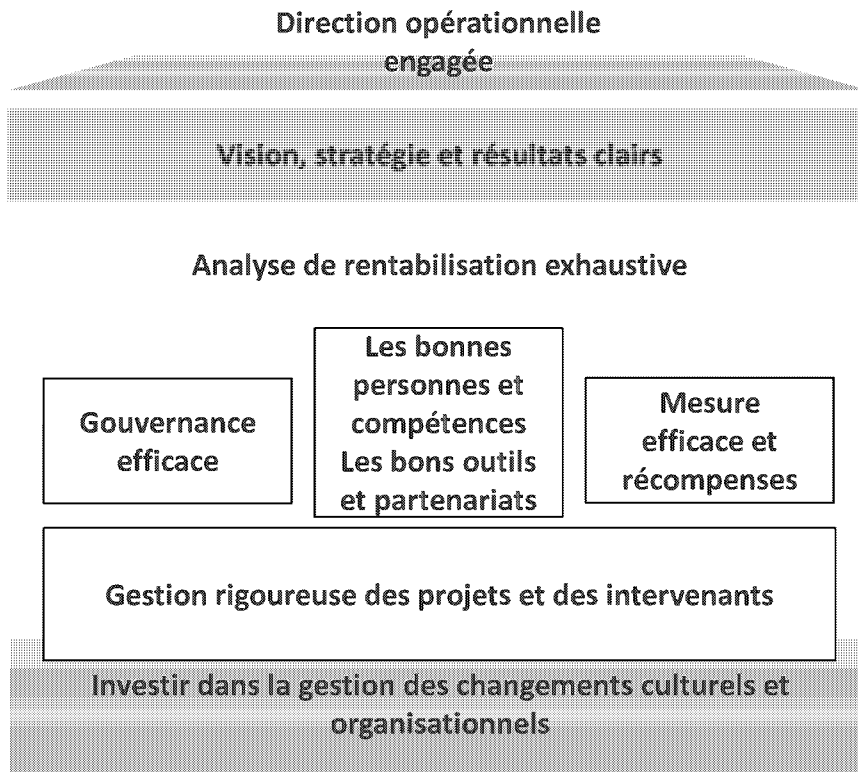 Direction opérationnelle
engagée
Vision, stratégie et résultats clairs
Analyse de rentabilisation exhaustive
Gouvernance
efficace
Les bonnes
personnes et
compétences
Les bons outils
et partenariats
Mesure
efficace et
récompenses
Gestion rigoureuse des projets et des intervenants
Investir dans la gestion des changements culturels et
organisationnels